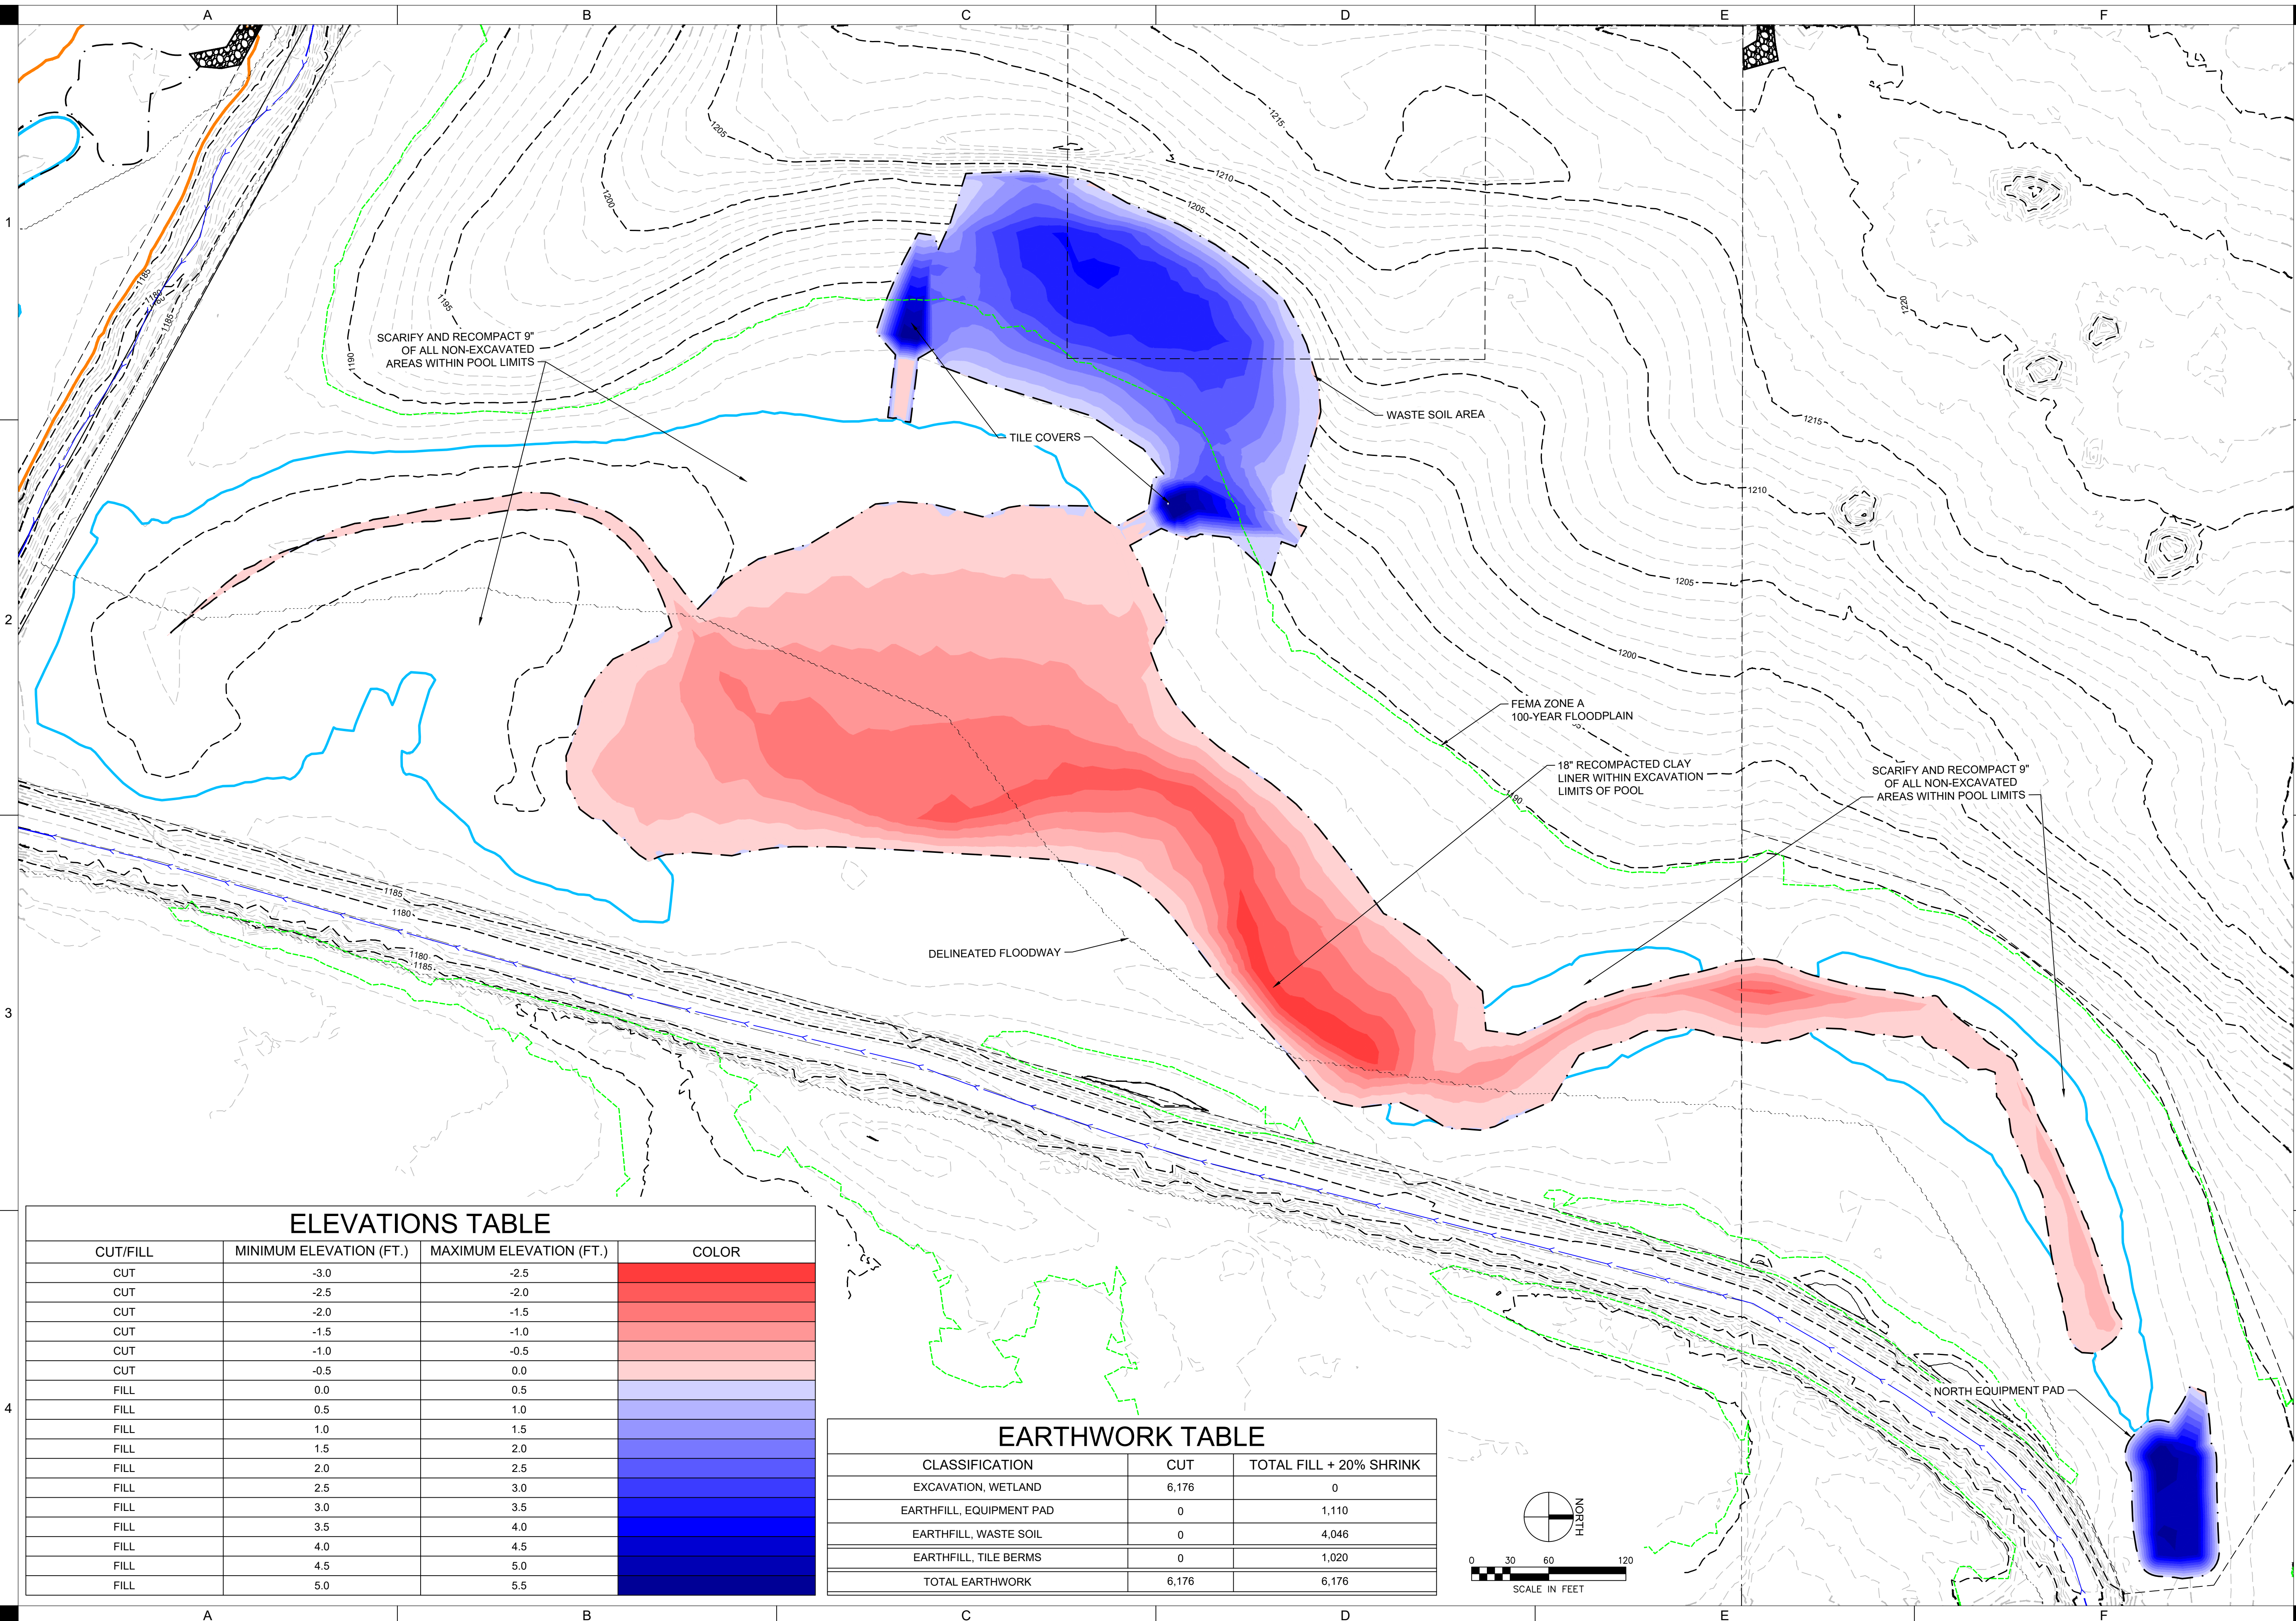 A B C D E F
1
2
3
4
1205
1215
1210
1205
1200
1195
1190
1185
1180
1185
1220
1215
1210
1205
1200
1190
SCARIFY AND RECOMPACT 9"
OF ALL NON-EXCAVATED
AREAS WITHIN POOL LIMITS
WASTE SOIL AREA
TILE COVERS
FEMA ZONE A
100-YEAR FLOODPLAIN
18" RECOMPACTED CLAY
LINER WITHIN EXCAVATION
LIMITS OF POOL
SCARIFY AND RECOMPACT 9"
OF ALL NON-EXCAVATED
AREAS WITHIN POOL LIMITS
1185
1180
1180
1185
DELINEATED FLOODWAY
NORTH EQUIPMENT PAD
ELEVATIONS TABLE
CUT/FILL MINIMUM ELEVATION (FT.) MAXIMUM ELEVATION (FT.) COLOR
CUT -3.0 -2.5
CUT -2.5 -2.0
CUT -2.0 -1.5
CUT -1.5 -1.0
CUT -1.0 -0.5
CUT -0.5 0.0
FILL 0.0 0.5
FILL 0.5 1.0
FILL 1.0 1.5
FILL 1.5 2.0
FILL 2.0 2.5
FILL 2.5 3.0
FILL 3.0 3.5
FILL 3.5 4.0
FILL 4.0 4.5
FILL 4.5 5.0
FILL 5.0 5.5
EARTHWORK TABLE
CLASSIFICATION CUT TOTAL FILL + 20% SHRINK
EXCAVATION, WETLAND 6,176 0
EARTHFILL, EQUIPMENT PAD 0 1,110
EARTHFILL, WASTE SOIL 0 4,046
EARTHFILL, TILE BERMS 0 1,020
TOTAL EARTHWORK 6,176 6,176
NORTH
0 30 60 120
SCALE IN FEET
A B C D E F